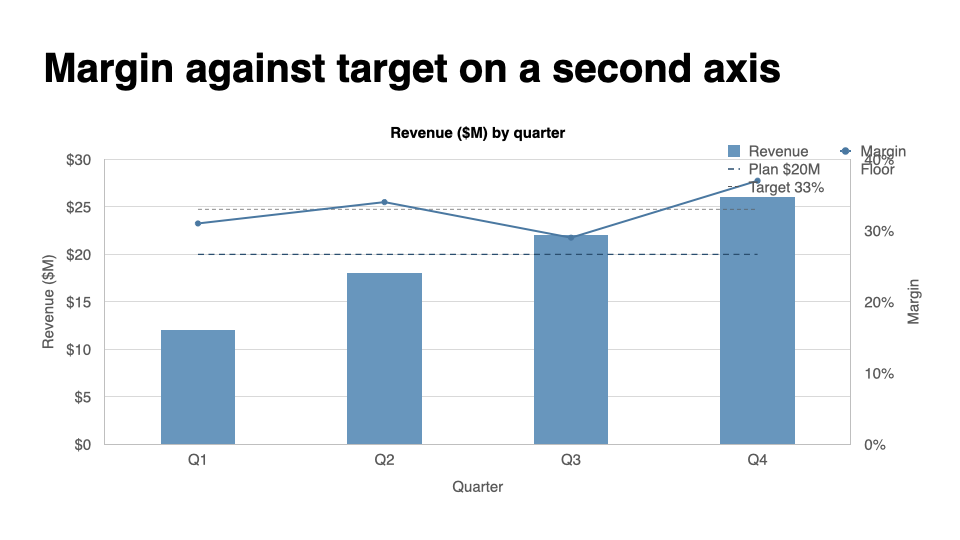 Margin against target on a second axis
Revenue ($M) by quarter
Revenue
Margin
Plan $20M
Floor
Target 33%
$30
$25
$20
$15
$10
$5
$0
Revenue ($M)
40%
30%
20%
10%
0%
Margin
Q1
Q2
Q3
Q4
Quarter